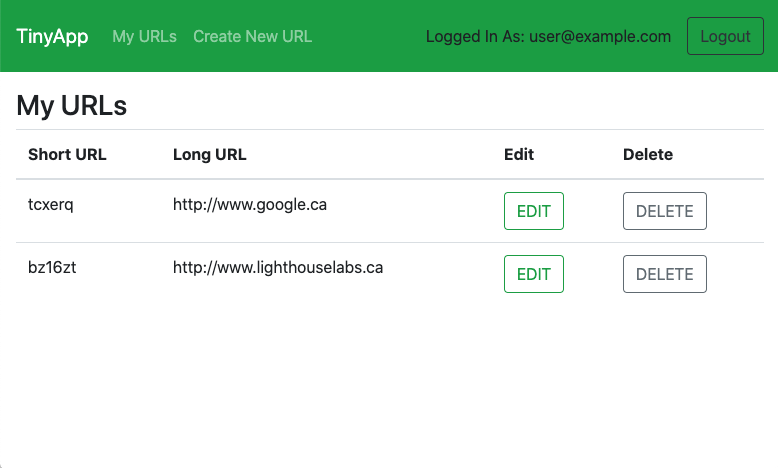 TinyApp My URLs Create New URL Logged In As: user@example.com Logout
My URLs
Short URL Long URL Edit Delete
tcxerq http://www.google.ca EDIT DELETE
bz16zt http://www.lighthouselabs.ca EDIT DELETE